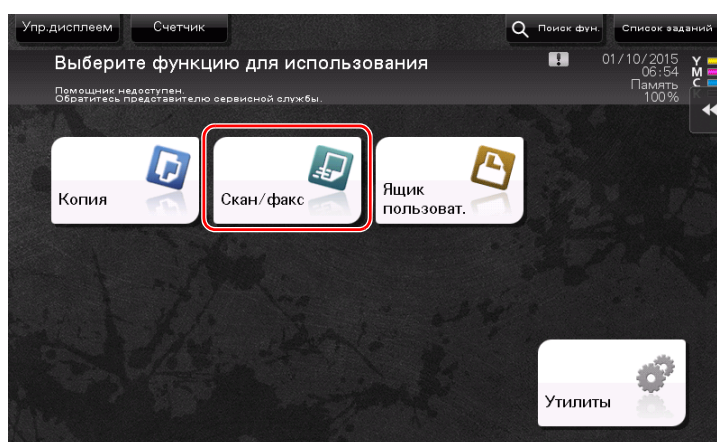 Упр.дисплеем
Счетчик
Поиск фун.
Список заданий
Выберите функцию для использования
Помощник недоступен.
Обратитесь представителю сервисной службы.
01/10/2015
06:54
Память
100%
Y
M
C
K
Копия
Скан/факс
Ящик
пользоват.
Утилиты